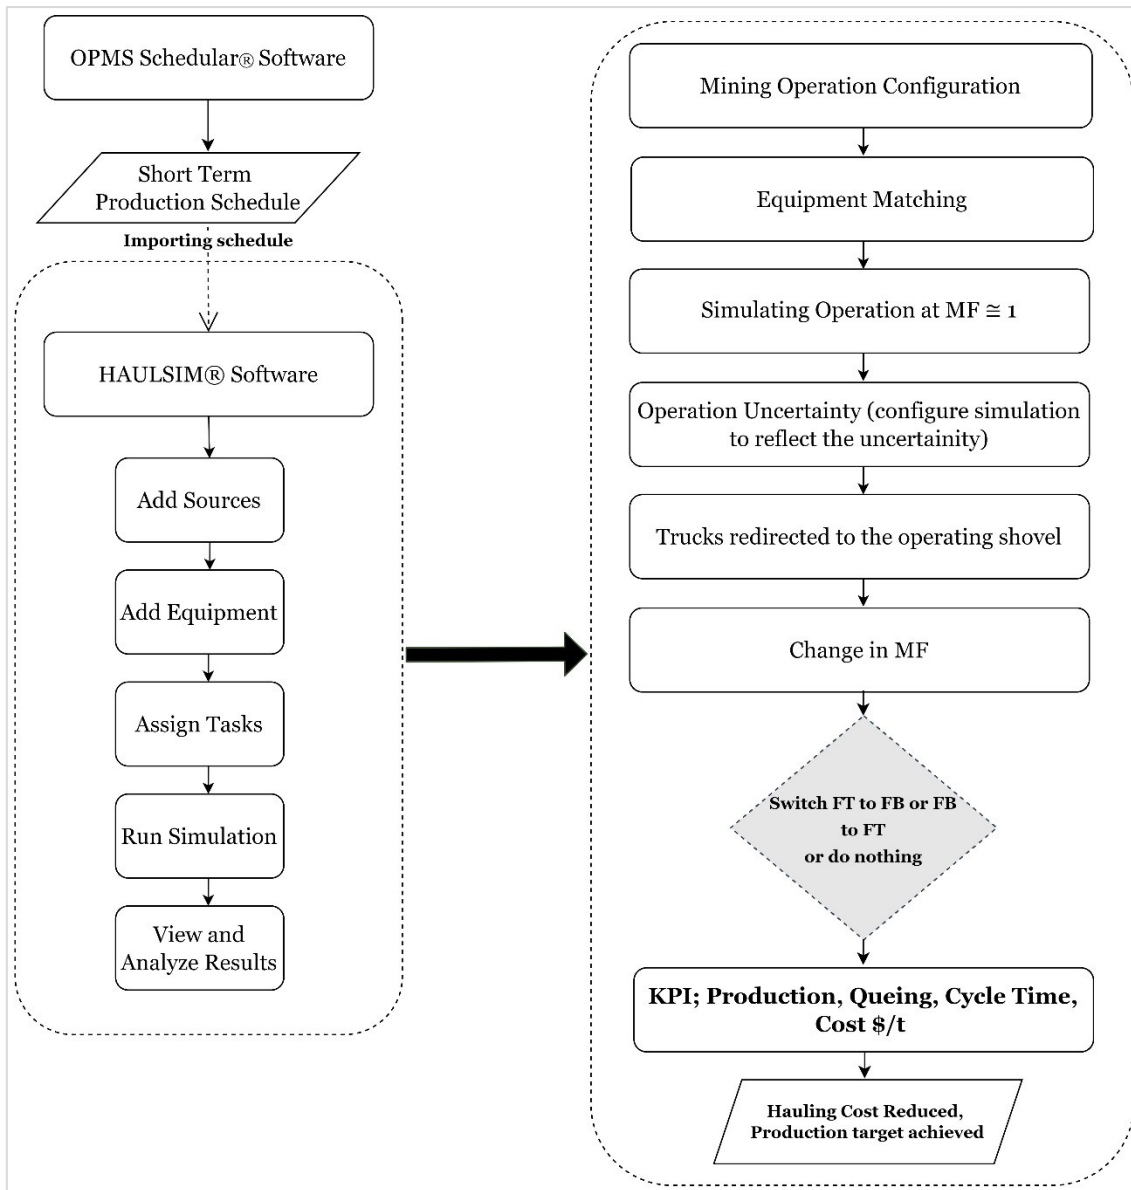 OPMS Schedular® Software
Short Term
Production Schedule
Importing schedule
HAULSIM® Software
Add Sources
Add Equipment
Assign Tasks
Run Simulation
View and
Analyze Results
Mining Operation Configuration
Equipment Matching
Simulating Operation at MF ≅ 1
Operation Uncertainty (configure simulation
to reflect the uncertainity)
Trucks redirected to the operating shovel
Change in MF
Switch FT to FB or FB
to FT
or do nothing
KPI; Production, Queing, Cycle Time,
Cost $/t
Hauling Cost Reduced,
Production target achieved